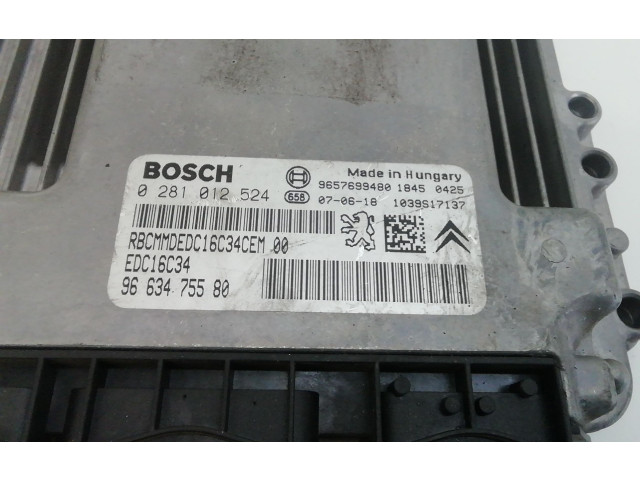 BOSCH
Made in Hungary
0 281 012 524
9657699480 1845 0425
658 07-06-18 1039S17137
RBCMMDEDC16C34CEM 00
EDC16C34
96 634 755 80